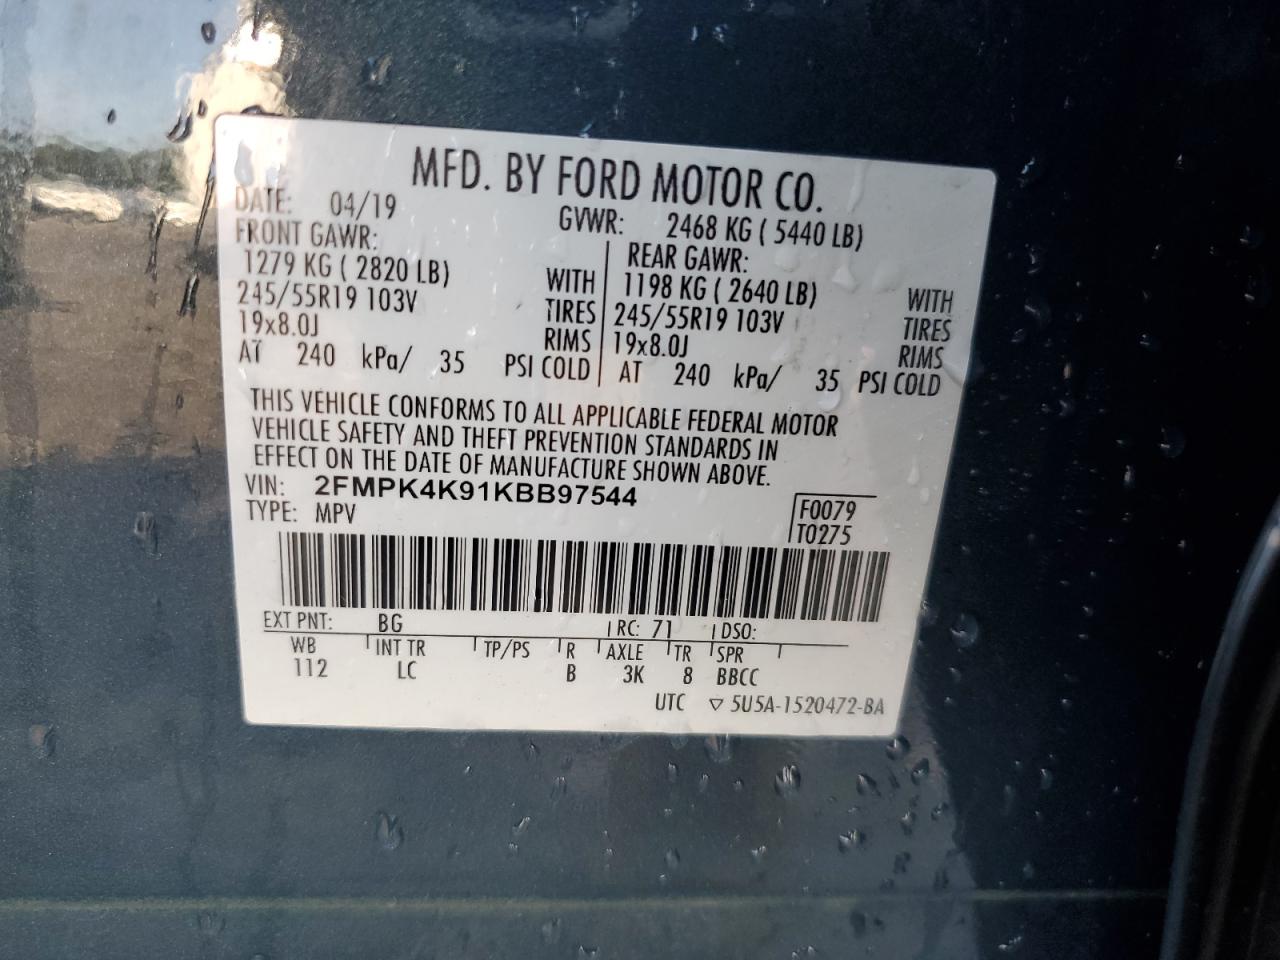 MFD. BY FORD MOTOR CO.
DATE: 04/19 GVWR: 2468 KG ( 5440 LB)
FRONT GAWR: REAR GAWR:
1279 KG ( 2820 LB) WITH 1198 KG ( 2640 LB) WITH
245/55R19 103V TIRES 245/55R19 103V TIRES
19x8.0J RIMS 19x8.0J RIMS
AT 240 kPa/ 35 PSI COLD AT 240 kPa/ 35 PSI COLD
THIS VEHICLE CONFORMS TO ALL APPLICABLE FEDERAL MOTOR
VEHICLE SAFETY AND THEFT PREVENTION STANDARDS IN
EFFECT ON THE DATE OF MANUFACTURE SHOWN ABOVE.
VIN: 2FMPK4K91KBB97544
TYPE: MPV
F0079
T0275
EXT PNT: BG RC: 71 DSO:
WB INT TR TP/PS R AXLE TR SPR
112 LC B 3K 8 BBCC
UTC ▽ 5U5A-1520472-BA